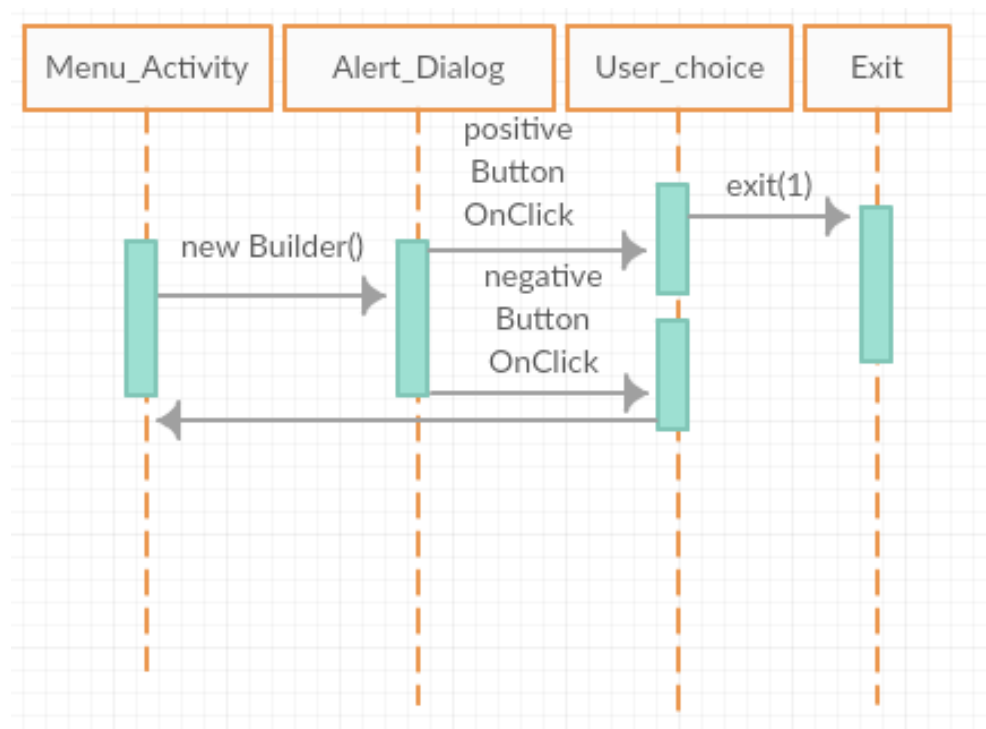 Menu_Activity
Alert_Dialog
User_choice
Exit
positive
Button
OnClick
exit(1)
new Builder()
negative
Button
OnClick